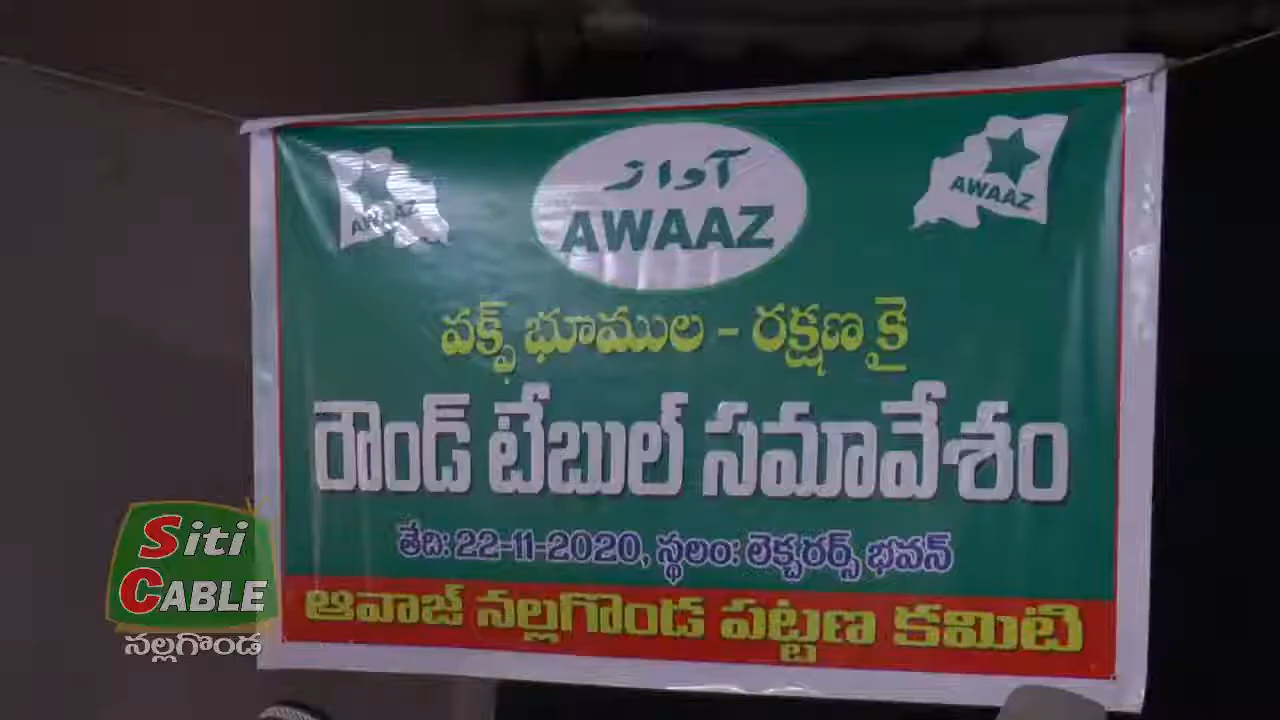 آواز
AWAAZ
AWAAZ
AWAAZ
వక్ఫ్ భూముల - రక్షణకై
రౌండ్ టేబుల్ సమావేశం
తేది: 22-11-2020, స్థలం: లెక్చరర్స్ భవన్
ఆవాజ్ నల్లగొండ పట్టణ కమిటి
SITI
CABLE
నల్లగొండ